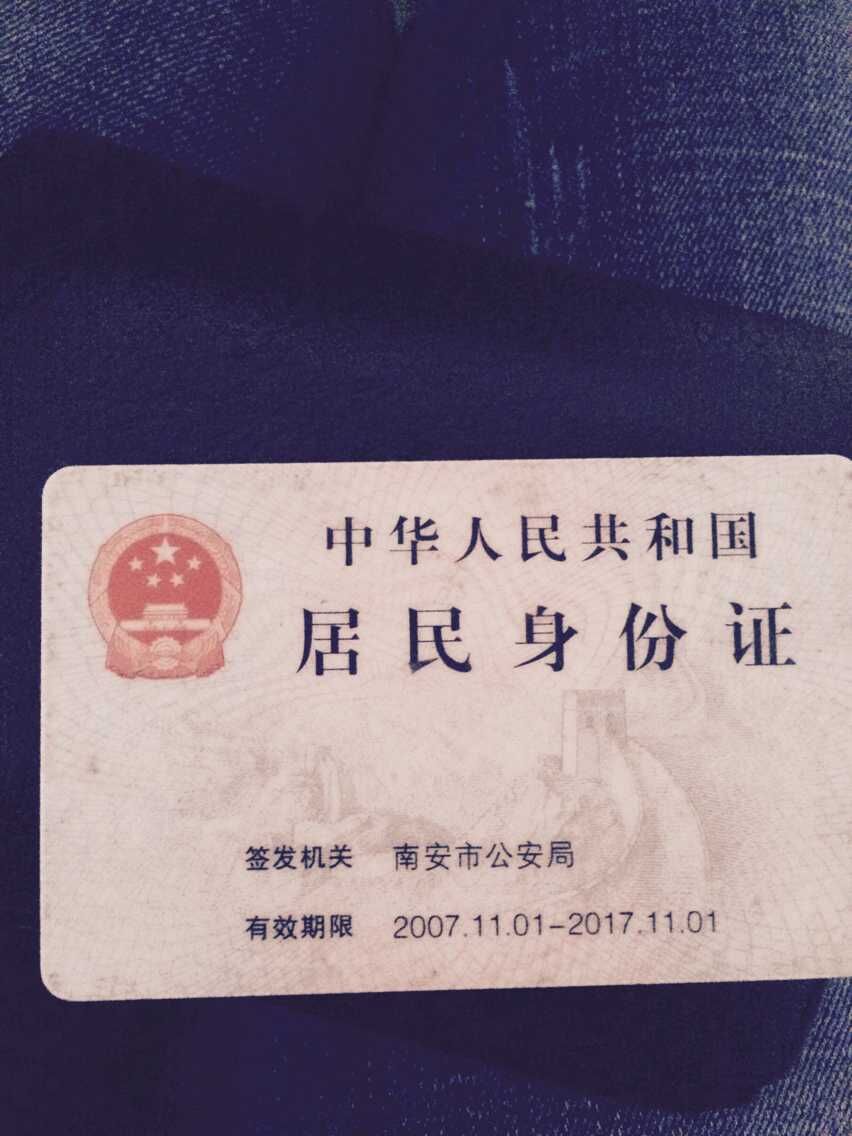 中华人民共和国
居民身份证
签发机关 南安市公安局
有效期限 2007.11.01-2017.11.01